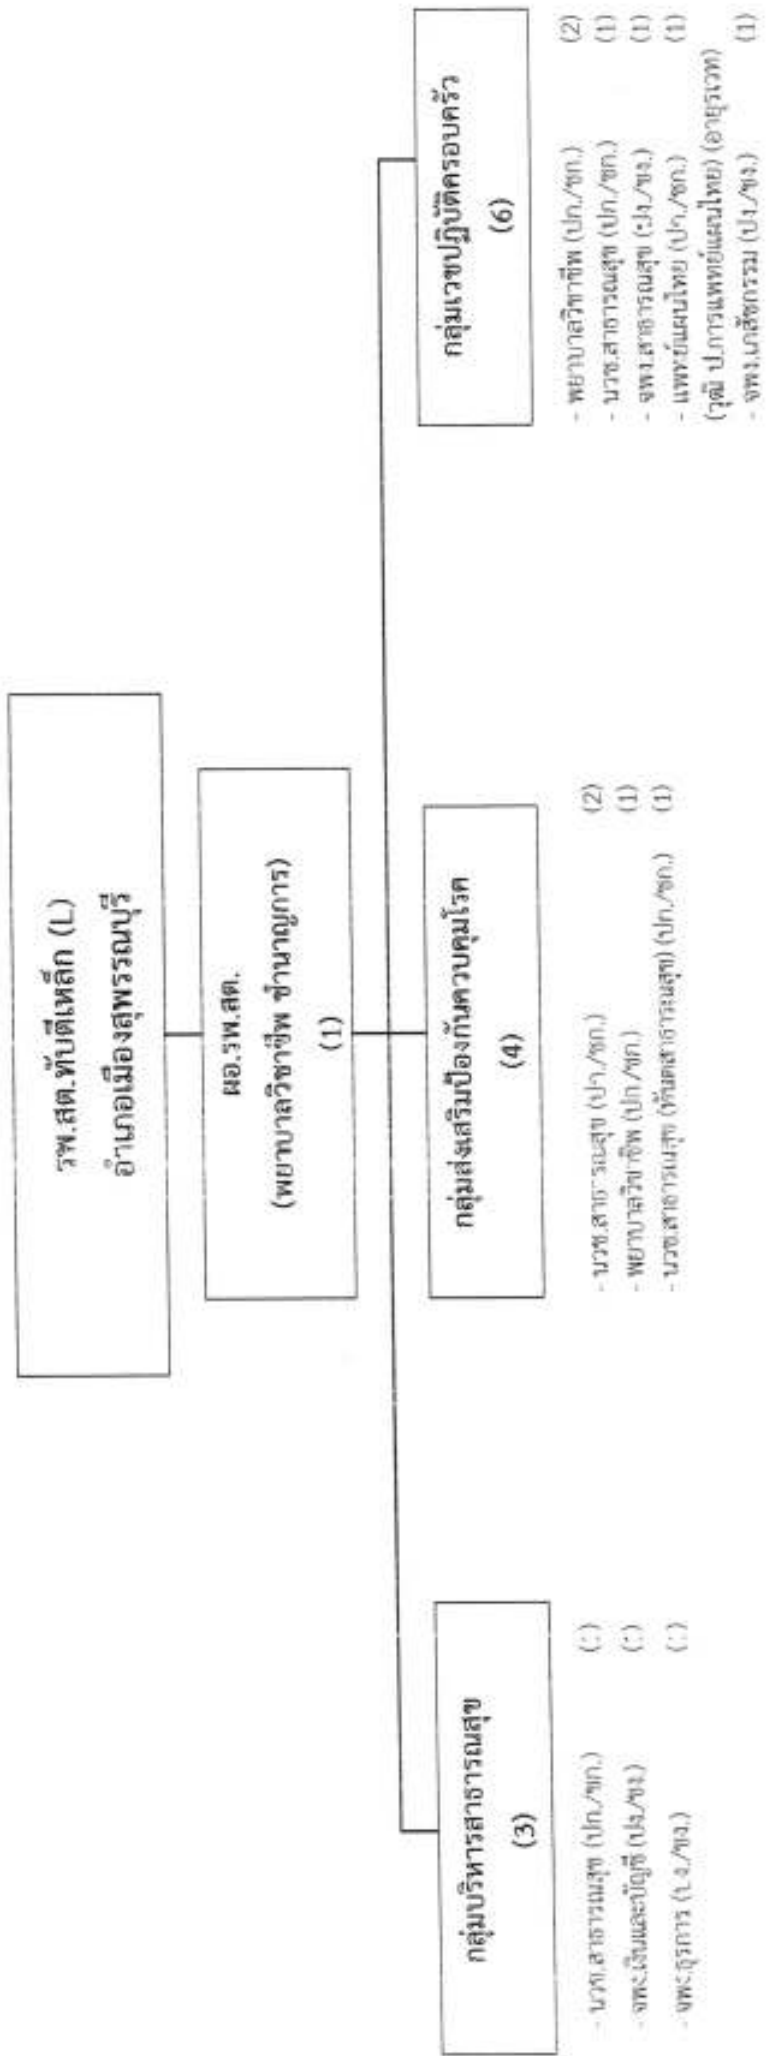 รพ.สต.ทับตีเหล็ก (L)
อำเภอเมืองสุพรรณบุรี
ผอ.รพ.สต.
(พยาบาลวิชาชีพ ชำนาญการ)
(1)
กลุ่มบริหารสาธารณสุข
(3)
- นวช.สาธารณสุข (ปก./ชก.)
- จพง.เงินและบัญชี (ปง./ชง.)
- จพง.ธุรการ (ปง./ชง.)
กลุ่มส่งเสริมป้องกันควบคุมโรค
(4)
- นวช.สาธารณสุข (ปก./ชก.) (2)
- พยาบาลวิชาชีพ (ปก./ชก.) (1)
- นวช.สาธารณสุข (ทันตสาธารณสุข) (ปก./ชก.) (1)
กลุ่มเวชปฏิบัติครอบครัว
(6)
- พยาบาลวิชาชีพ (ปก./ชก.) (2)
- นวช.สาธารณสุข (ปก./ชก.) (1)
- จพง.สาธารณสุข (ปง./ชง.) (1)
- แพทย์แผนไทย (ปก./ชก.) (1)
(วุฒิ ป.การแพทย์แผนไทย) (อายุรเวท)
- จพง.เภสัชกรรม (ปง./ชง.) (1)